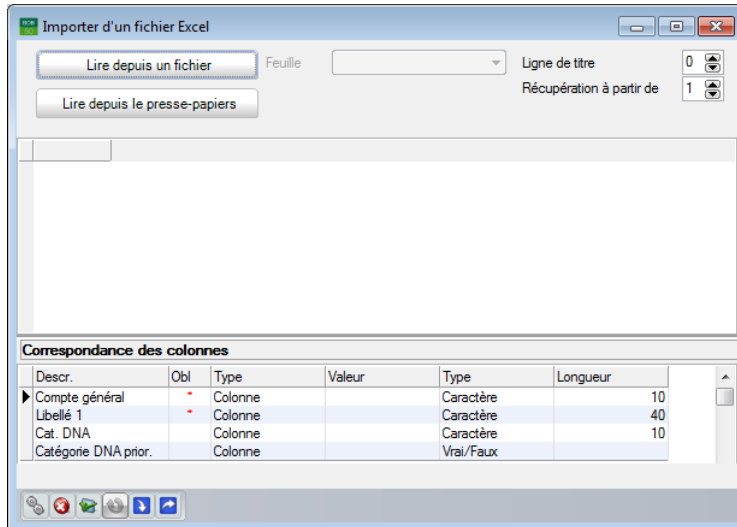 Importer d'un fichier Excel
Lire depuis un fichier Feuille Ligne de titre 0
Récupération à partir de 1
Lire depuis le presse-papiers
Correspondance des colonnes
Descr. Obl Type Valeur Type Longueur
Compte général * Colonne Caractère 10
Libellé 1 * Colonne Caractère 40
Cat. DNA Colonne Caractère 10
Catégorie DNA prior. Colonne Vrai/Faux